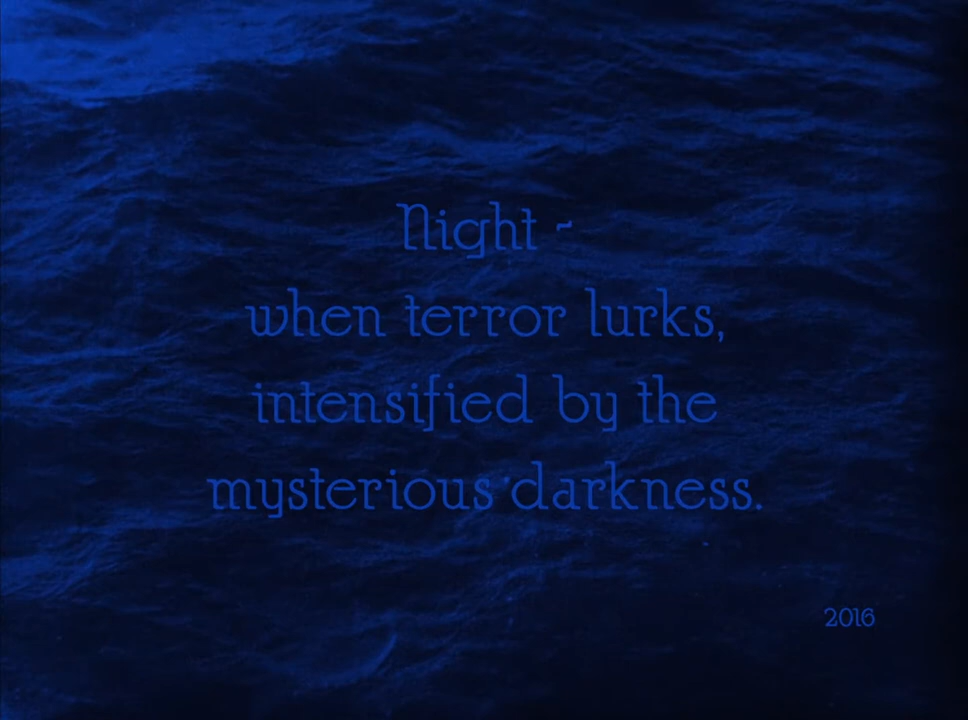 Night -
when terror lurks,
intensified by the
mysterious darkness.
2016